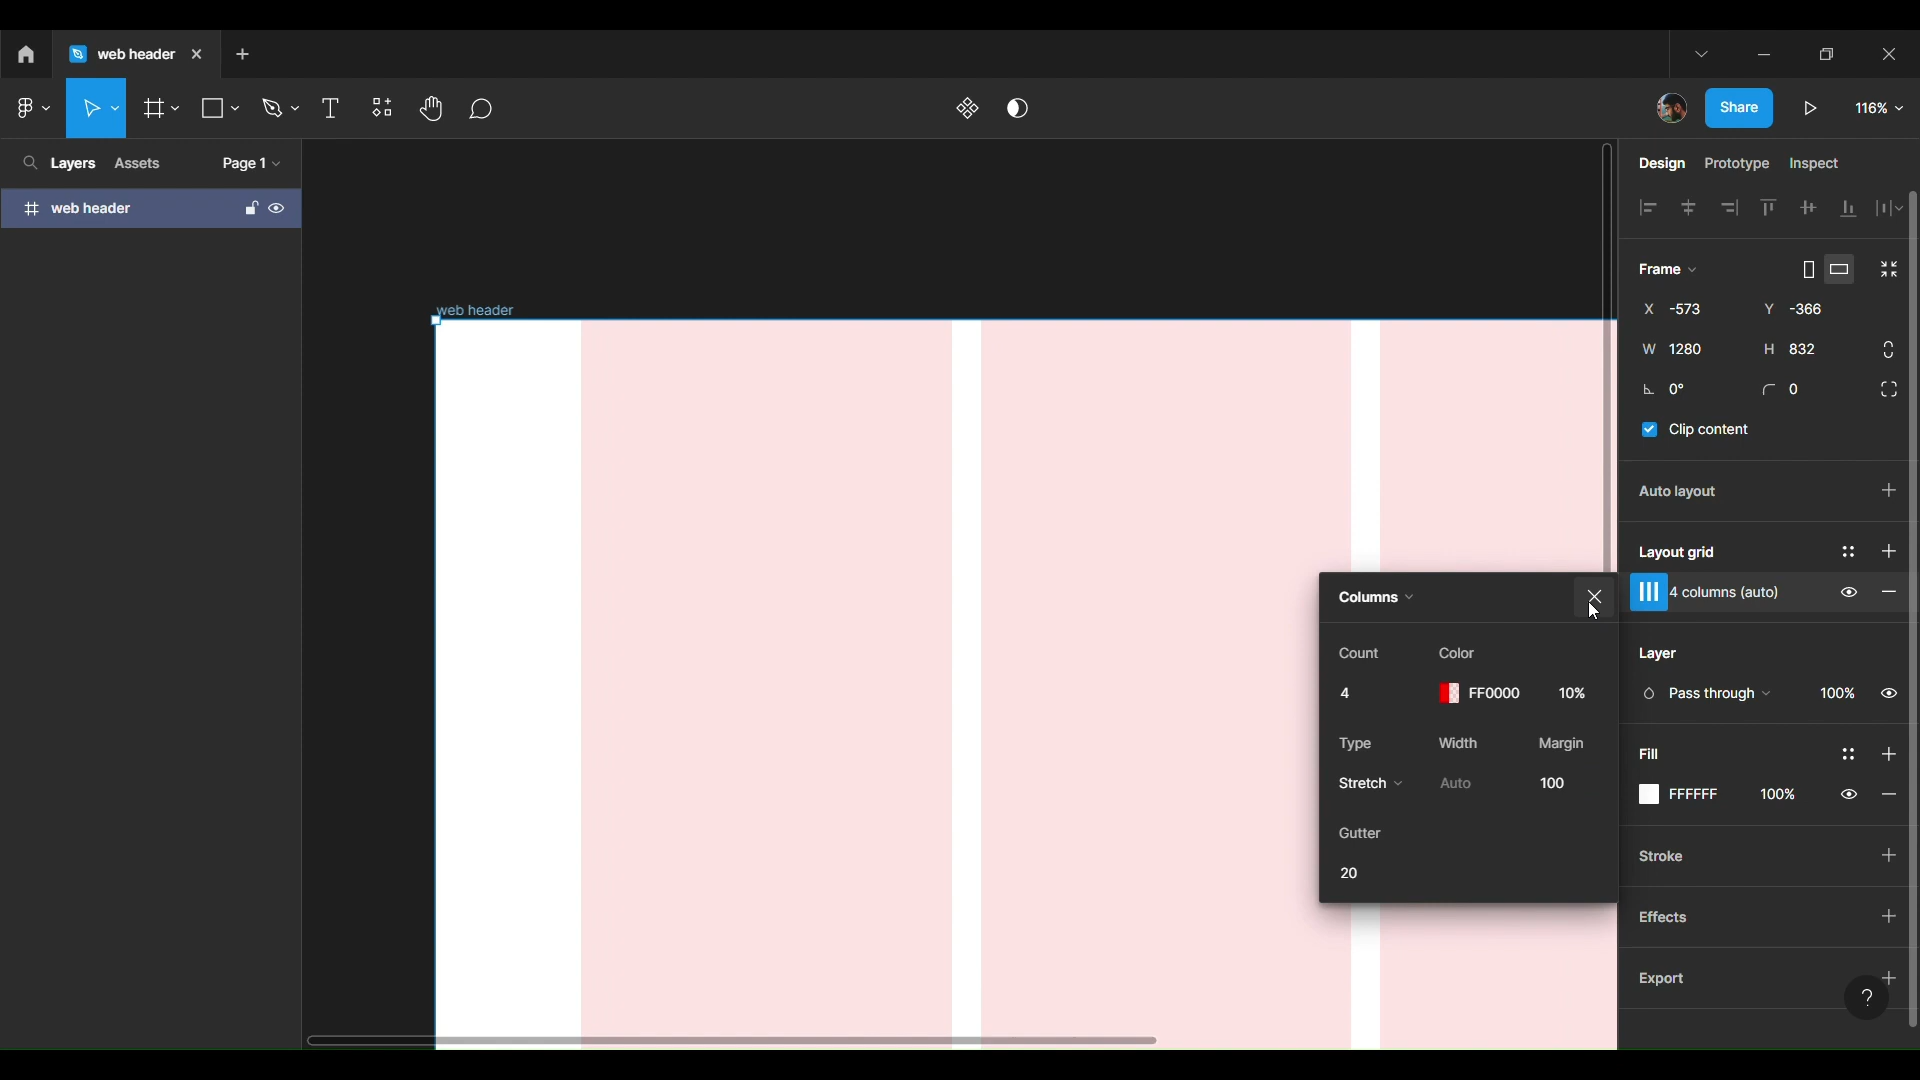 web header
Share
116%
Layers Assets Page 1
web header
web header
Design Prototype Inspect
Frame
X -573 Y -366
W 1280 H 832
0° 0
Clip content
Auto layout
Layout grid
4 columns (auto)
Layer
Pass through 100%
Fill
FFFFFF 100%
Stroke
Effects
Export
?
Columns
Count Color
4 FF0000 10%
Type Width Margin
Stretch Auto 100
Gutter
20